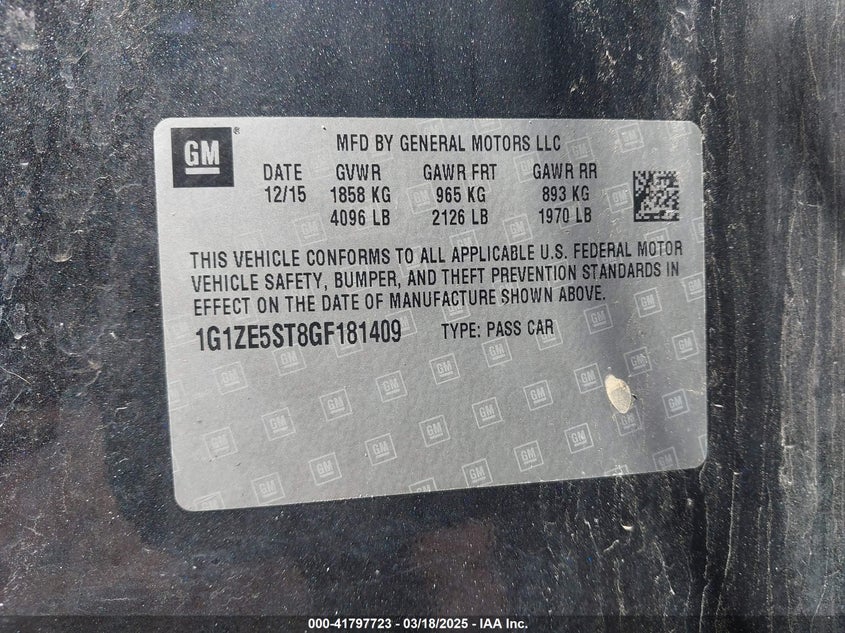 GM ® MFD BY GENERAL MOTORS LLC
DATE GVWR GAWR FRT GAWR RR
12/15 1858 KG 965 KG 893 KG
4096 LB 2126 LB 1970 LB
THIS VEHICLE CONFORMS TO ALL APPLICABLE U.S. FEDERAL MOTOR
VEHICLE SAFETY, BUMPER, AND THEFT PREVENTION STANDARDS IN
EFFECT ON THE DATE OF MANUFACTURE SHOWN ABOVE.
1G1ZE5ST8GF181409 TYPE: PASS CAR
000-41797723 - 03/18/2025 - IAA Inc.